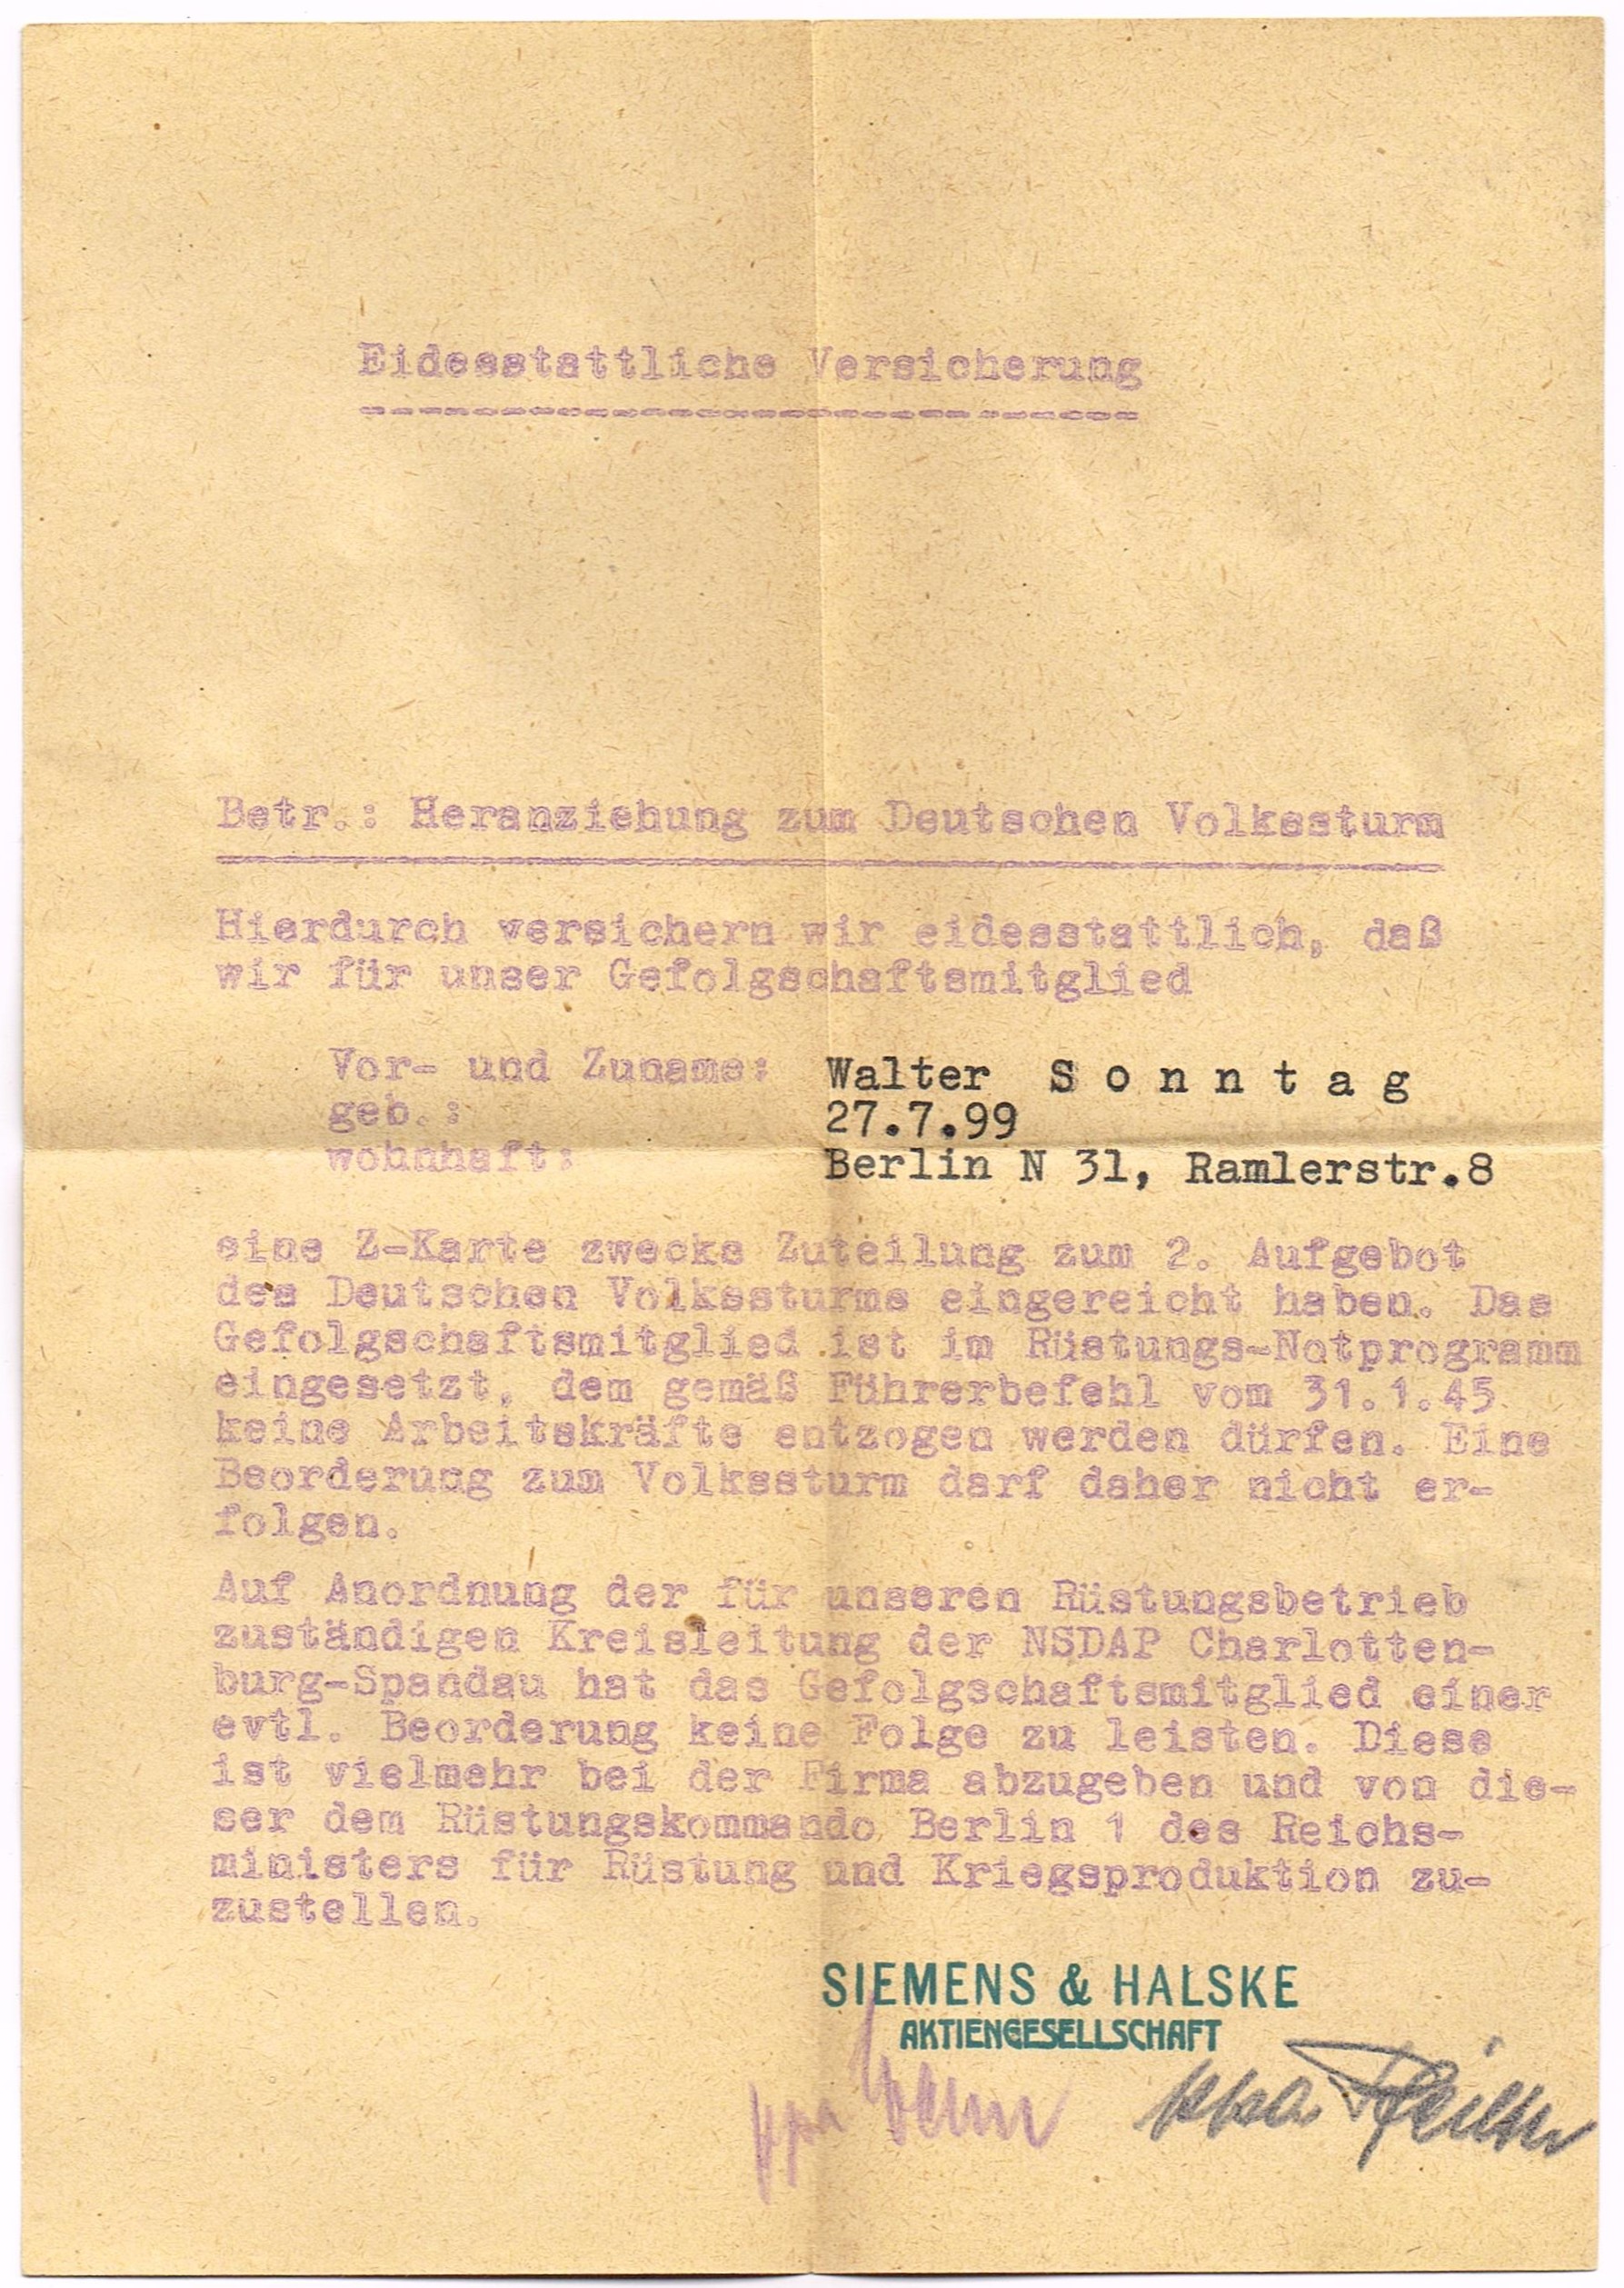 Eidesstattliche Versicherung
Betr.: Heranziehung zum Deutschen Volkssturm
Hierdurch versichern wir eidesstattlich, daß
wir für unser Gefolgschaftsmitglied
Vor- und Zuname: Walter Sonntag
geb.: 27.7.99
wohnhaft: Berlin N 31, Ramlerstr.8
eine Z-Karte zwecks Zuteilung zum 2. Aufgebot
des Deutschen Volkssturms eingereicht haben. Das
Gefolgschaftsmitglied ist im Rüstungs-Notprogramm
eingesetzt, dem gemäß Führerbefehl vom 31.1.45
keine Arbeitskräfte entzogen werden dürfen. Eine
Beorderung zum Volkssturm darf daher nicht er-
folgen.
Auf Anordnung der für unseren Rüstungsbetrieb
zuständigen Kreisleitung der NSDAP Charlotten-
burg-Spandau hat das Gefolgschaftsmitglied einer
evtl. Beorderung keine Folge zu leisten. Diese
ist vielmehr bei der Firma abzugeben und von die-
ser dem Rüstungskommando Berlin 1 des Reichs-
ministers für Rüstung und Kriegsproduktion zu-
zustellen.
SIEMENS & HALSKE
AKTIENGESELLSCHAFT
ppa